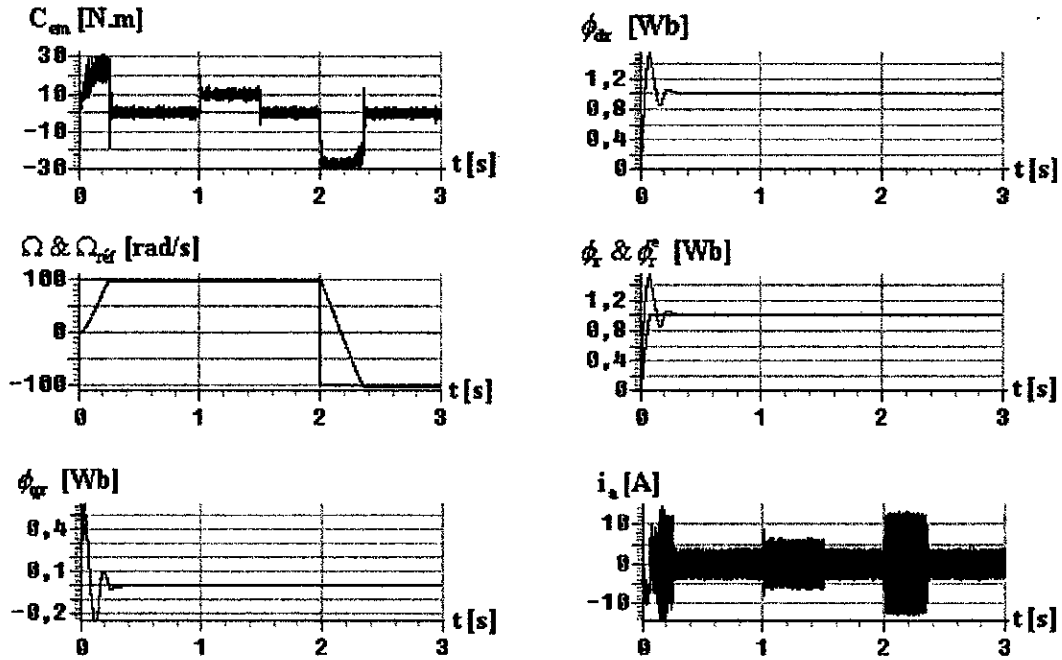 C_em [N.m]
30
10
-10
-30
0 1 2 3
t[s]
ϕ_dr [Wb]
1,2
0,8
0,4
0
0 1 2 3
t[s]
Ω & Ω_réf [rad/s]
100
0
-100
0 1 2 3
t[s]
ϕ_r & ϕ_r^e [Wb]
1,2
0,8
0,4
0
0 1 2 3
t[s]
ϕ_qr [Wb]
0,4
0,1
-0,2
0 1 2 3
t[s]
i_a [A]
10
0
-10
0 1 2 3
t[s]